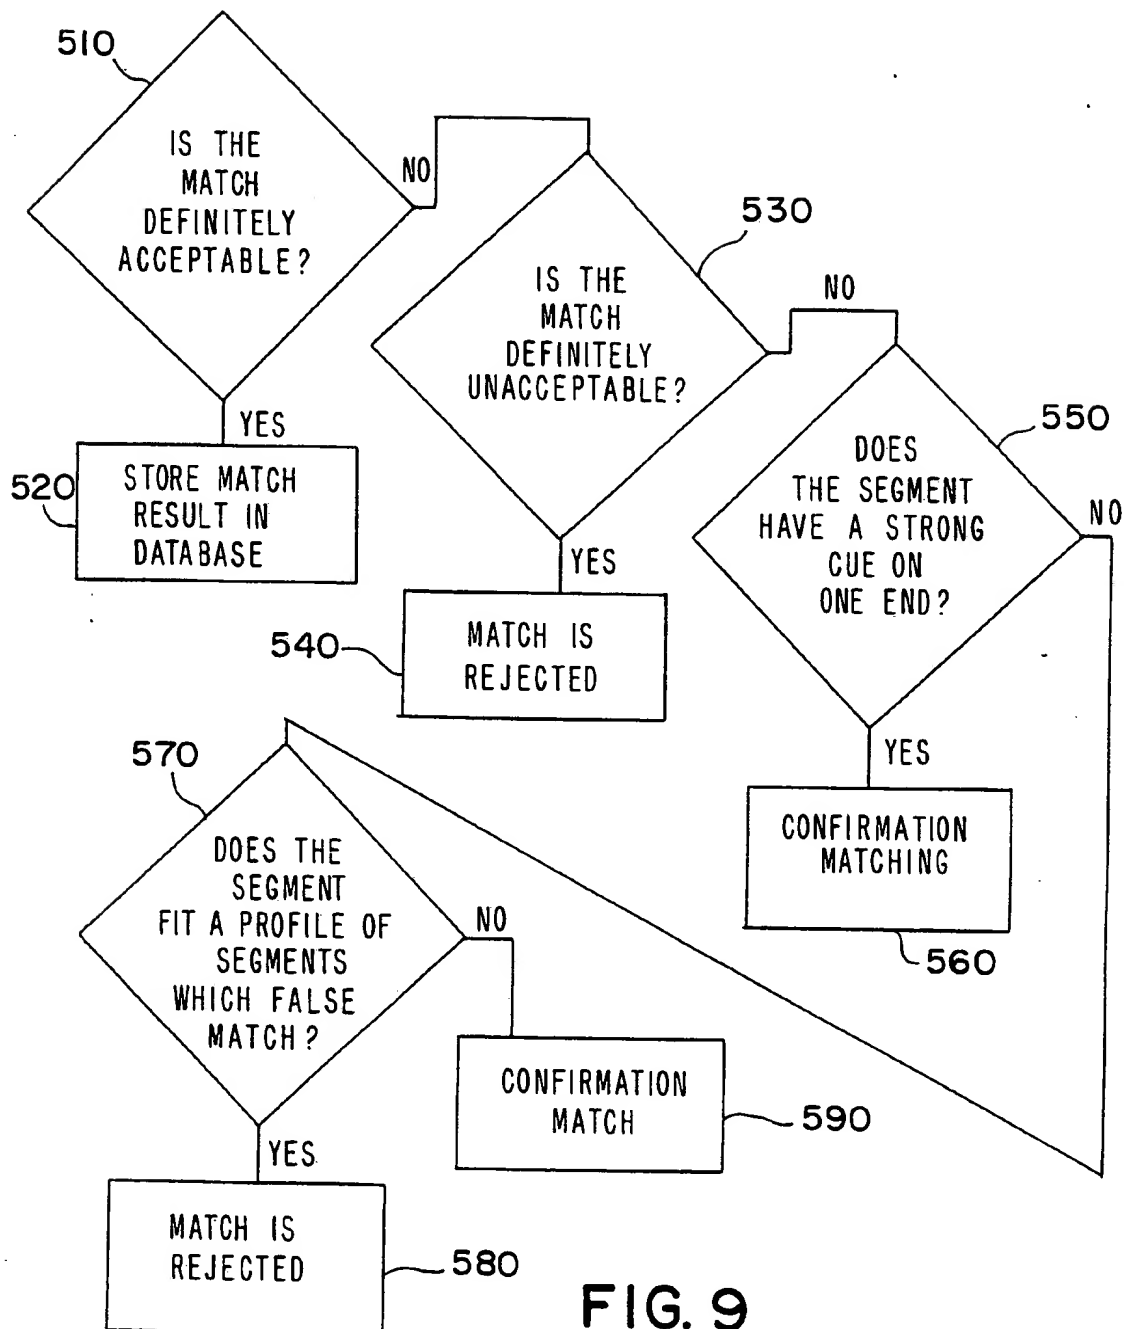 510
IS THE
MATCH
DEFINITELY
ACCEPTABLE?
NO
YES
520
STORE MATCH
RESULT IN
DATABASE
530
IS THE
MATCH
DEFINITELY
UNACCEPTABLE?
NO
YES
540
MATCH IS
REJECTED
550
DOES
THE SEGMENT
HAVE A STRONG
CUE ON
ONE END?
NO
YES
CONFIRMATION
MATCHING
560
570
DOES THE
SEGMENT
FIT A PROFILE OF
SEGMENTS
WHICH FALSE
MATCH?
NO
CONFIRMATION
MATCH
590
YES
MATCH IS
REJECTED
580
FIG. 9